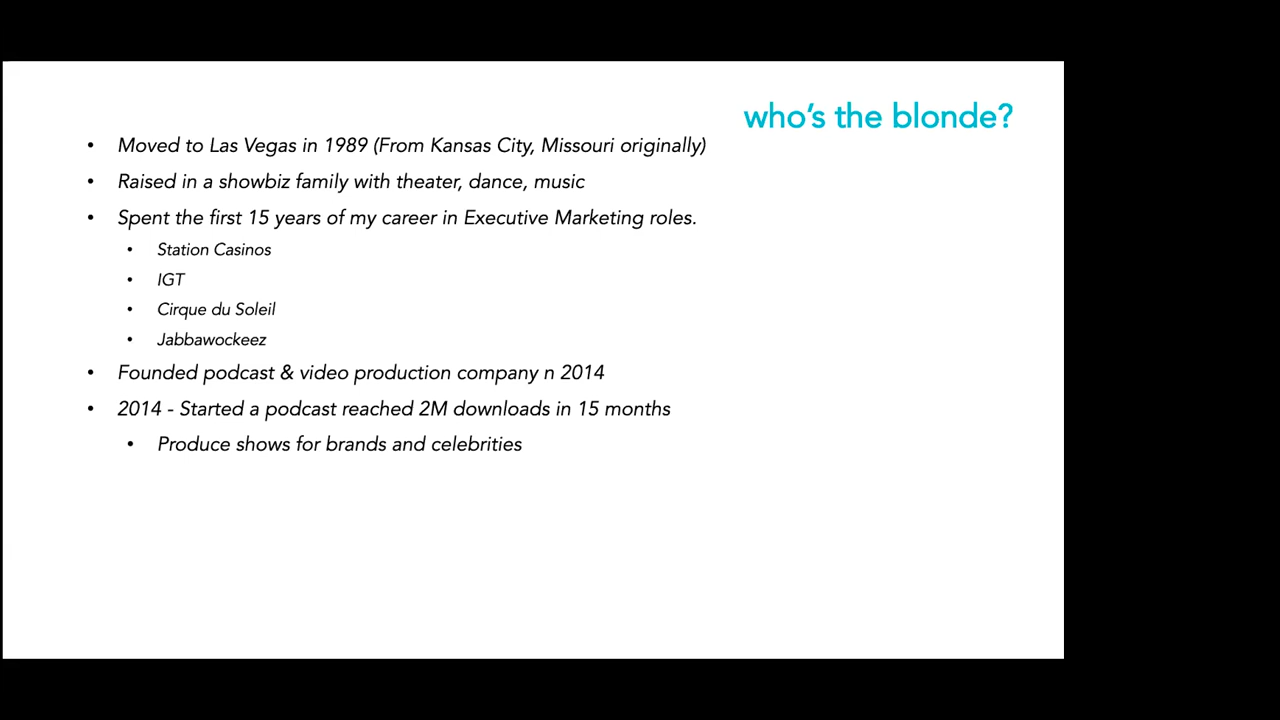 who's the blonde?
• Moved to Las Vegas in 1989 (From Kansas City, Missouri originally)
• Raised in a showbiz family with theater, dance, music
• Spent the first 15 years of my career in Executive Marketing roles.
• Station Casinos
• IGT
• Cirque du Soleil
• Jabbawockeez
• Founded podcast & video production company n 2014
• 2014 - Started a podcast reached 2M downloads in 15 months
• Produce shows for brands and celebrities